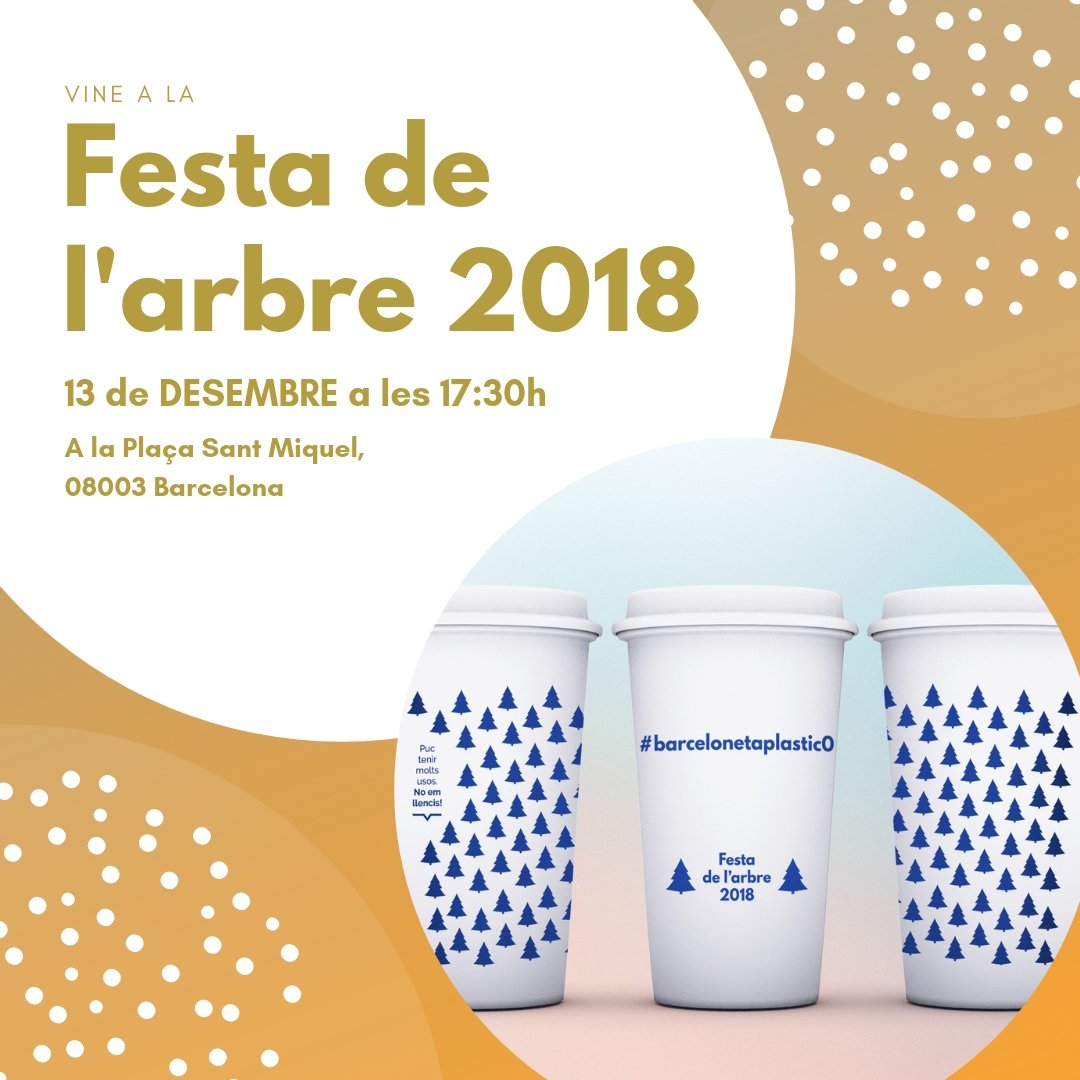 VINE A LA
Festa de
l'arbre 2018
13 de DESEMBRE a les 17:30h
A la Plaça Sant Miquel,
08003 Barcelona
Puc
tenir
molts
usos.
No em
llencis!
#barcelonetaplastic0
Festa
de l'arbre
2018